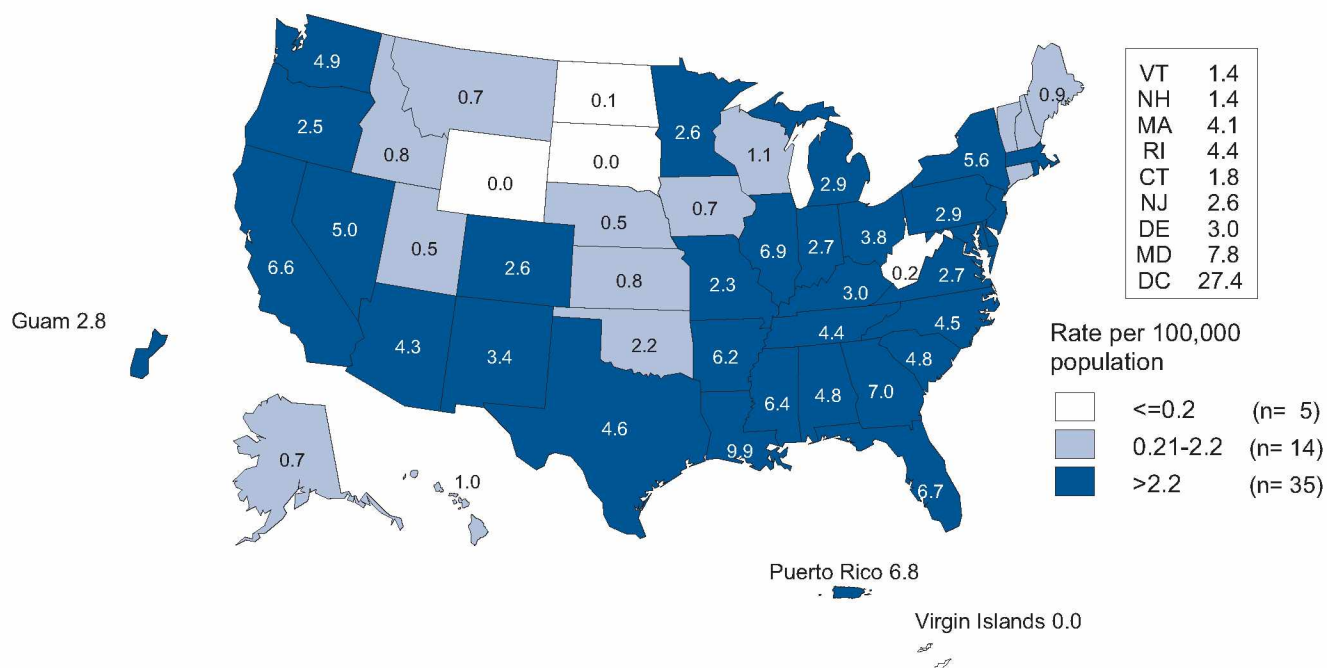 4.9
0.7
0.1
2.6
0.9
VT 1.4
NH 1.4
MA 4.1
RI 4.4
CT 1.8
NJ 2.6
DE 3.0
MD 7.8
DC 27.4
2.5
0.8
0.0
0.0
1.1
2.9
5.6
5.0
0.5
2.6
0.5
0.7
6.9
2.7
3.8
2.9
6.6
0.8
2.3
3.0
0.2
2.7
Guam 2.8
4.3
3.4
2.2
6.2
4.4
4.5
4.8
4.6
9.9
6.4
4.8
7.0
6.7
Rate per 100,000
population
<=0.2 (n= 5)
0.21-2.2 (n= 14)
>2.2 (n= 35)
0.7
1.0
Puerto Rico 6.8
Virgin Islands 0.0